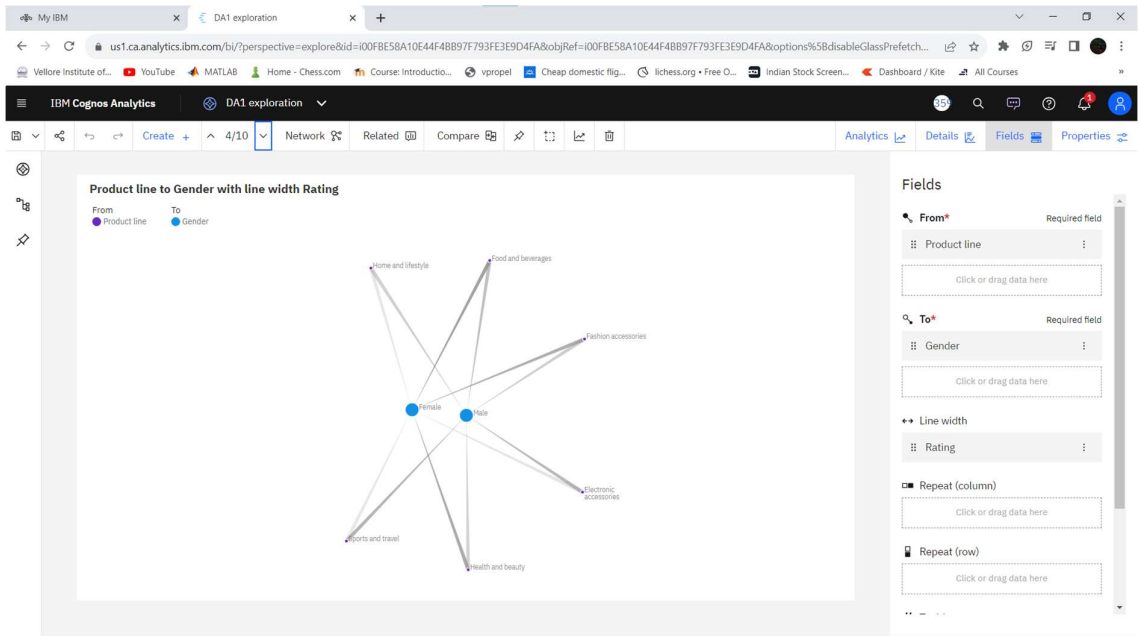 My IBM
DA1 exploration
us1.ca.analytics.ibm.com/bi/?perspective=explore&id=i00FBE58A10E44F4BB97F793FE3E9D4FA&objRef=i00FBE58A10E44F4BB97F793FE3E9D4FA&options%5BdisableGlassPrefetch...
Vellore Institute of...
YouTube
MATLAB
Home - Chess.com
Course: Introductio...
vpropel
Cheap domestic flig...
lichess.org • Free O...
Indian Stock Screen...
Dashboard / Kite
All Courses
»
IBM Cognos Analytics
DA1 exploration
359
1
Create +
4/10
Network
Related
Compare
Analytics
Details
Fields
Properties
Product line to Gender with line width Rating
From
To
Product line
Gender
Home and lifestyle
Food and beverages
Fashion accessories
Female
Male
Electronic
accessories
Sports and travel
Health and beauty
Fields
From*
Required field
Product line
Click or drag data here
To*
Required field
Gender
Click or drag data here
Line width
Rating
Repeat (column)
Click or drag data here
Repeat (row)
Click or drag data here